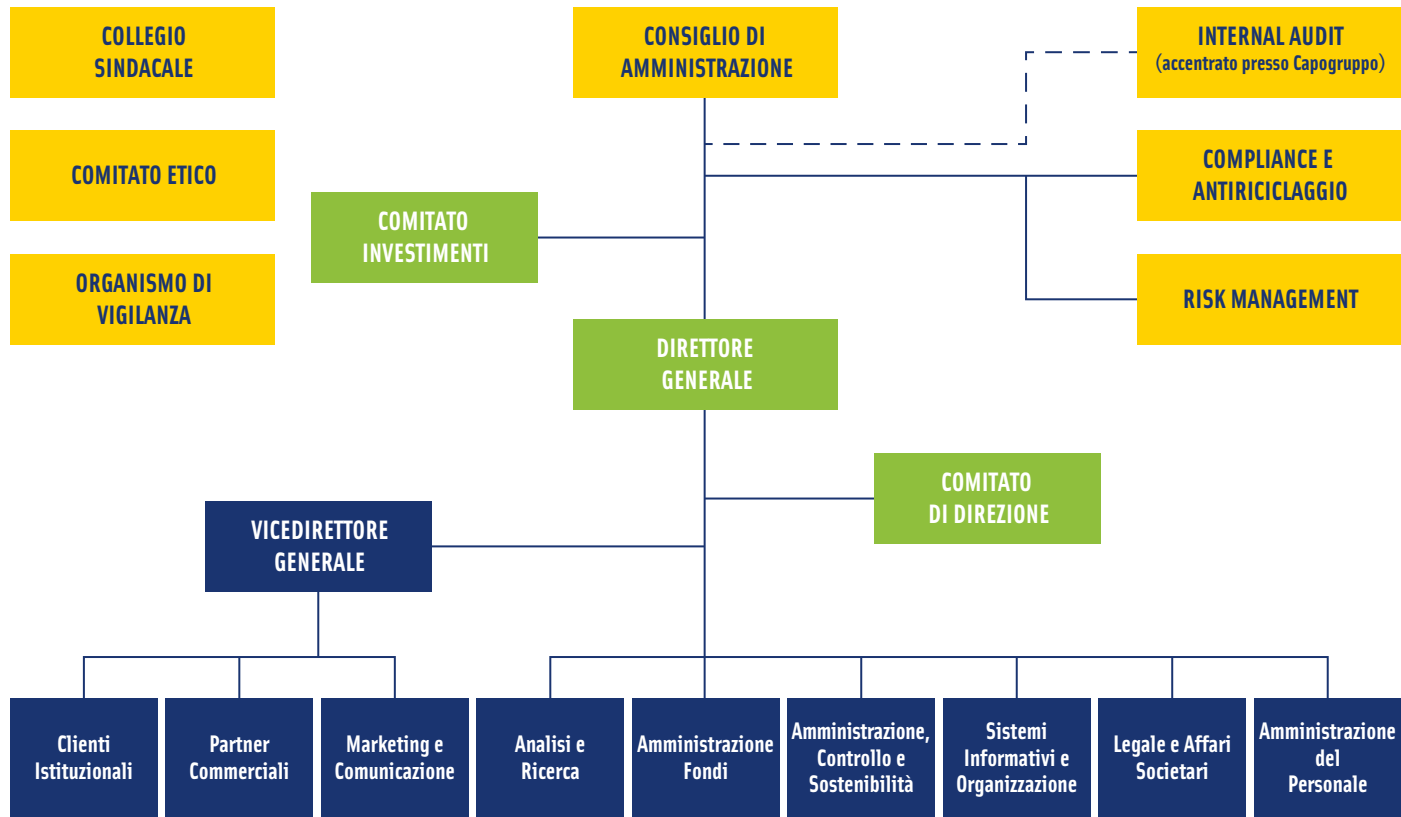 COLLEGIO
SINDACALE
CONSIGLIO DI
AMMINISTRAZIONE
INTERNAL AUDIT
(accentrato presso Capogruppo)
COMITATO ETICO
COMPLIANCE E
ANTIRICICLAGGIO
COMITATO
INVESTIMENTI
ORGANISMO DI
VIGILANZA
RISK MANAGEMENT
DIRETTORE
GENERALE
COMITATO
DI DIREZIONE
VICEDIRETTORE
GENERALE
Clienti
Istituzionali
Partner
Commerciali
Marketing e
Comunicazione
Analisi e
Ricerca
Amministrazione
Fondi
Amministrazione,
Controllo e
Sostenibilità
Sistemi
Informativi e
Organizzazione
Legale e Affari
Societari
Amministrazione
del
Personale